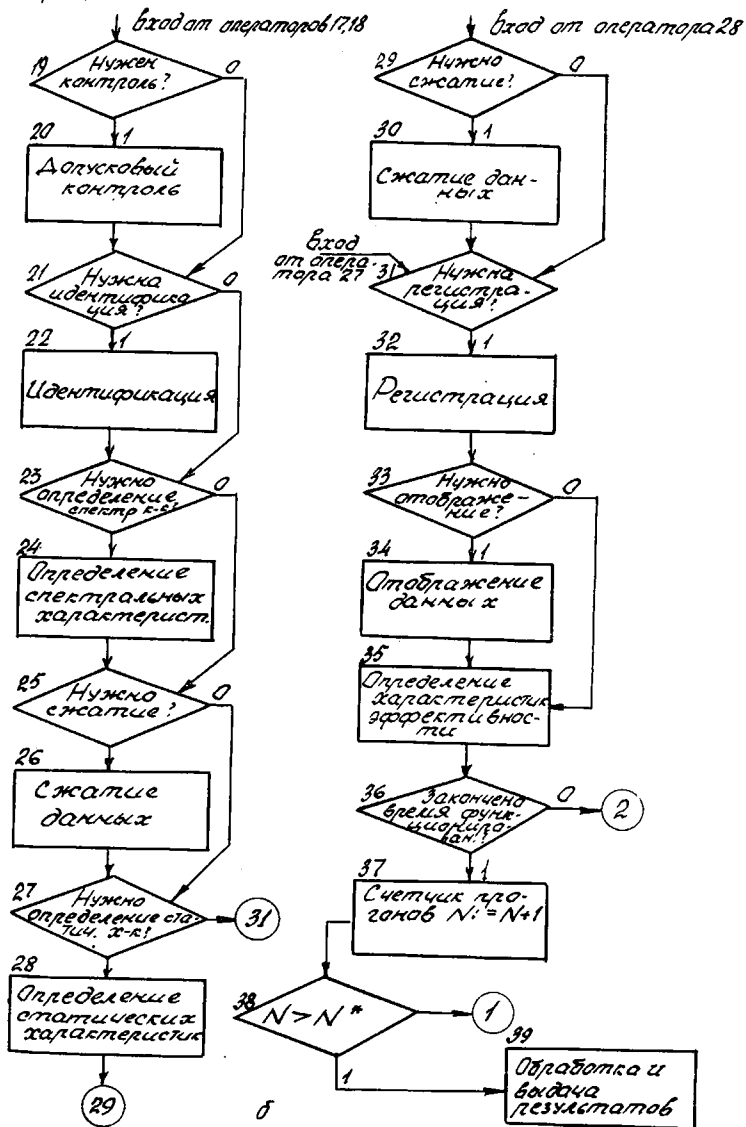 Вход от операторов 17,18
19
Нужен
контроль?
0
1
20
Допусковый
контроль
21
Нужна
идентифика
ция?
0
1
22
Идентификация
23
Нужно
определение
спектр к-к?
0
24
Определение
спектральных
характерист.
25
Нужно
сжатие?
0
26
Сжатие
данных
27
Нужно
определение ста-
тич. х-к?
31
28
Определение
статических
характеристик
29
Вход от оператора 28
29
Нужно
сжатие?
0
1
30
Сжатие дан-
ных
Вход
от опера-
тора 27
31
Нужна
регистра-
ция?
1
32
Регистрация
33
Нужно
отображе-
ние?
0
1
34
Отображение
данных
35
Определение
характеристик
эффективнос-
ти
36
Закончено
время функ-
циониро-
ван.?
0
2
1
37
Счетчик про-
гонов N:=N+1
38
N>N*
1
1
39
Обработка и
выдача
результатов
б